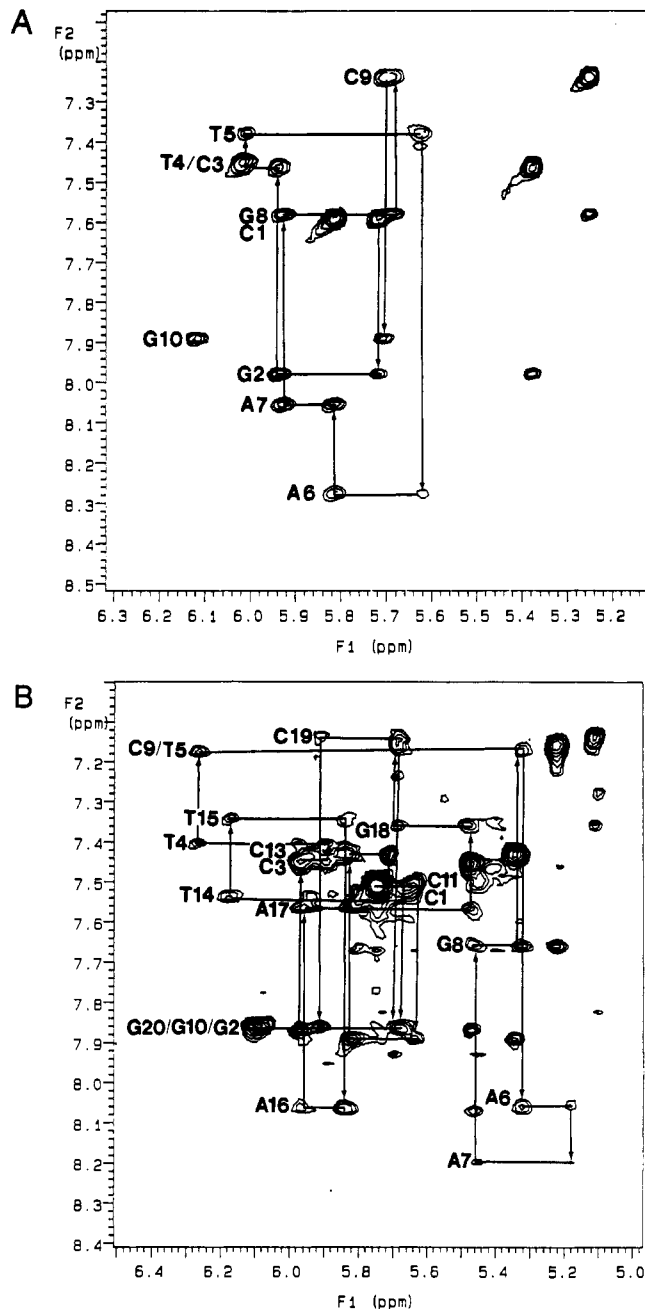 A
F2
(ppm)
7.3
7.4
7.5
7.6
7.7
7.8
7.9
8.0
8.1
8.2
8.3
8.4
8.5
C9
T5
T4/C3
G8
C1
G10
G2
A7
A6
6.3 6.2 6.1 6.0 5.9 5.8 5.7 5.6 5.5 5.4 5.3 5.2
F1 (ppm)
B
F2
(ppm)
7.2
7.3
7.4
7.5
7.6
7.7
7.8
7.9
8.0
8.1
8.2
8.3
8.4
C9/T5
C19
T15
G18
T4
C13
C3
C11
C1
T14
A17
G8
G20/G10/G2
A16
A6
A7
6.4 6.2 6.0 5.8 5.6 5.4 5.2 5.0
F1 (ppm)